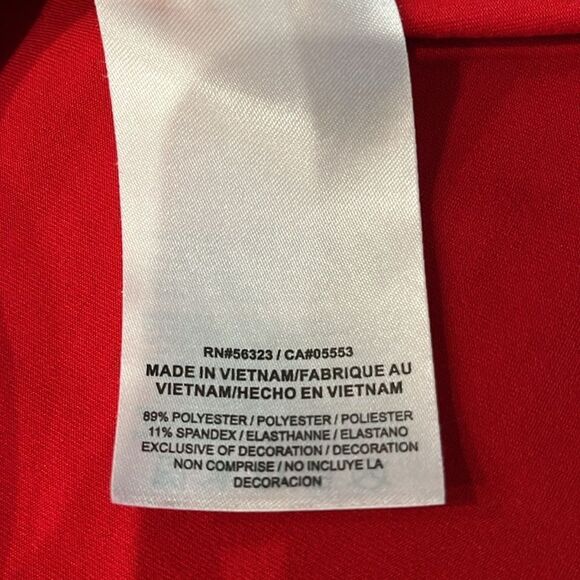 RN#56323 / CA#05553
MADE IN VIETNAM/FABRIQUE AU
VIETNAM/HECHO EN VIETNAM
89% POLYESTER / POLYESTER / POLIESTER
11% SPANDEX / ELASTHANNE / ELASTANO
EXCLUSIVE OF DECORATION / DECORATION
NON COMPRISE / NO INCLUYE LA
DECORACION